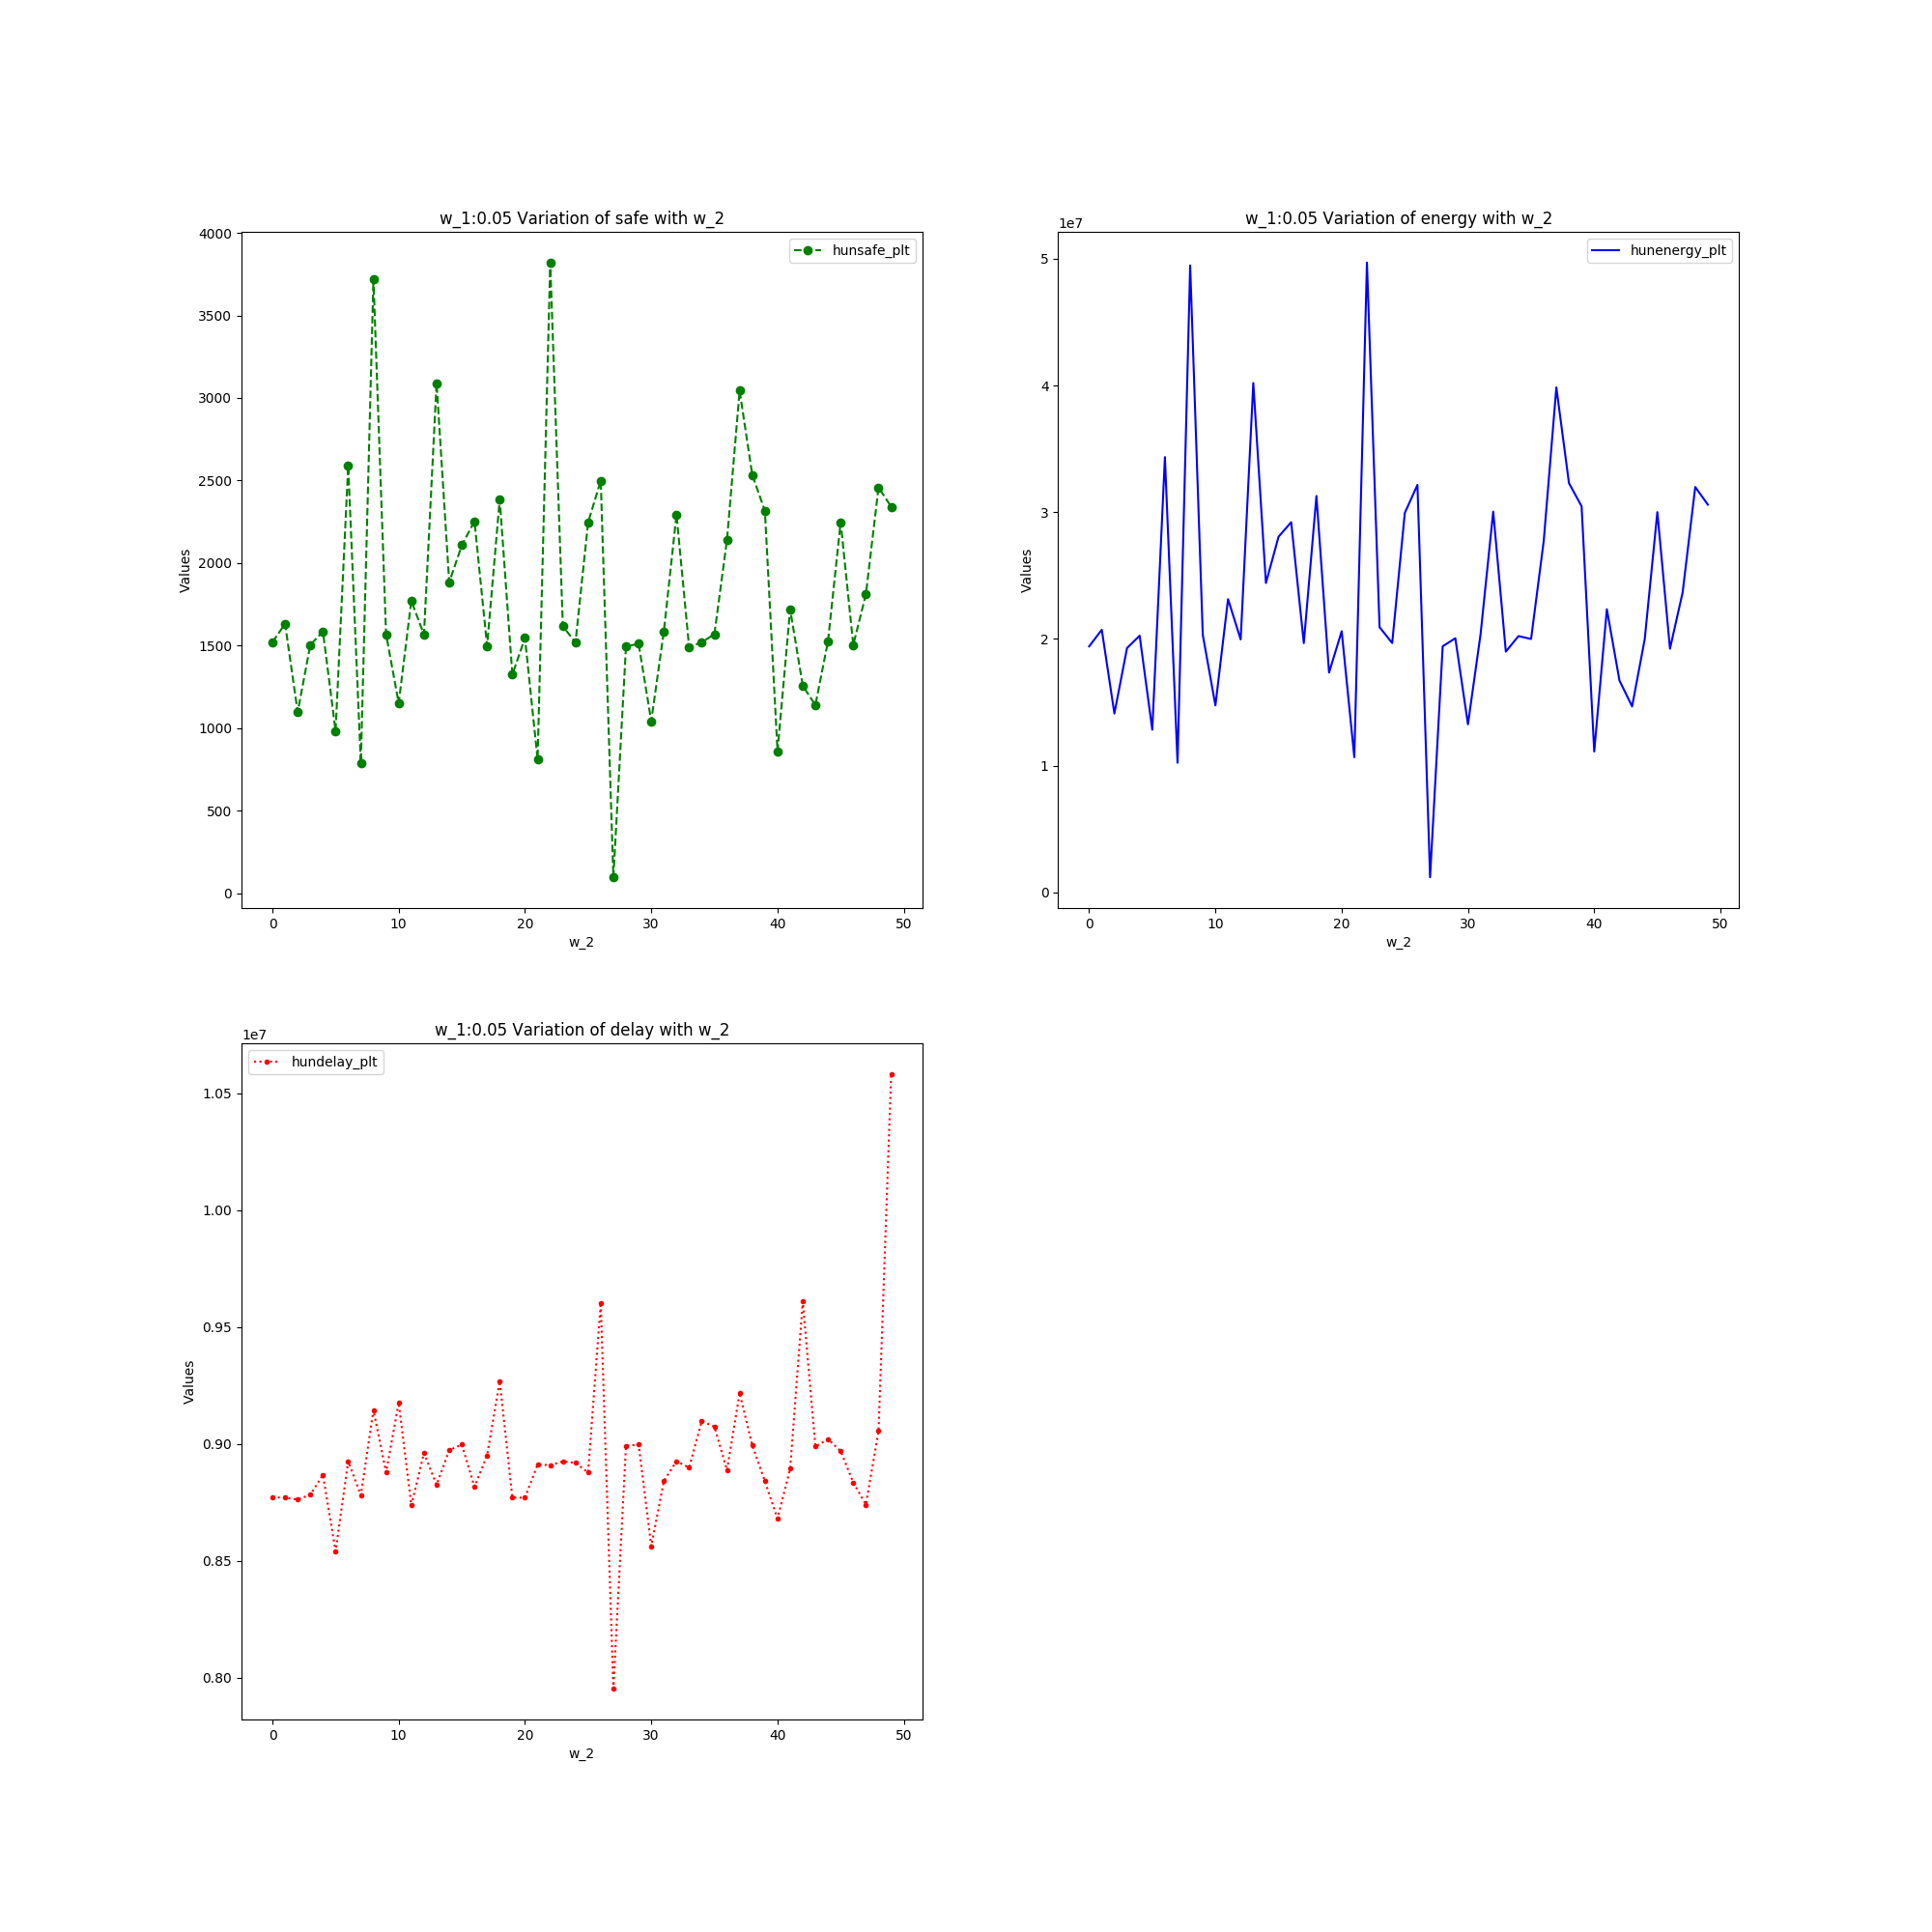 w_1:0.05 Variation of safe with w_2
hunsafe_plt
4000
3500
3000
2500
2000
1500
1000
500
0
Values
0 10 20 30 40 50
w_2
w_1:0.05 Variation of energy with w_2
1e7
hunenergy_plt
5
4
3
2
1
0
Values
0 10 20 30 40 50
w_2
w_1:0.05 Variation of delay with w_2
1e7
hundelay_plt
1.05
1.00
0.95
0.90
0.85
0.80
Values
0 10 20 30 40 50
w_2